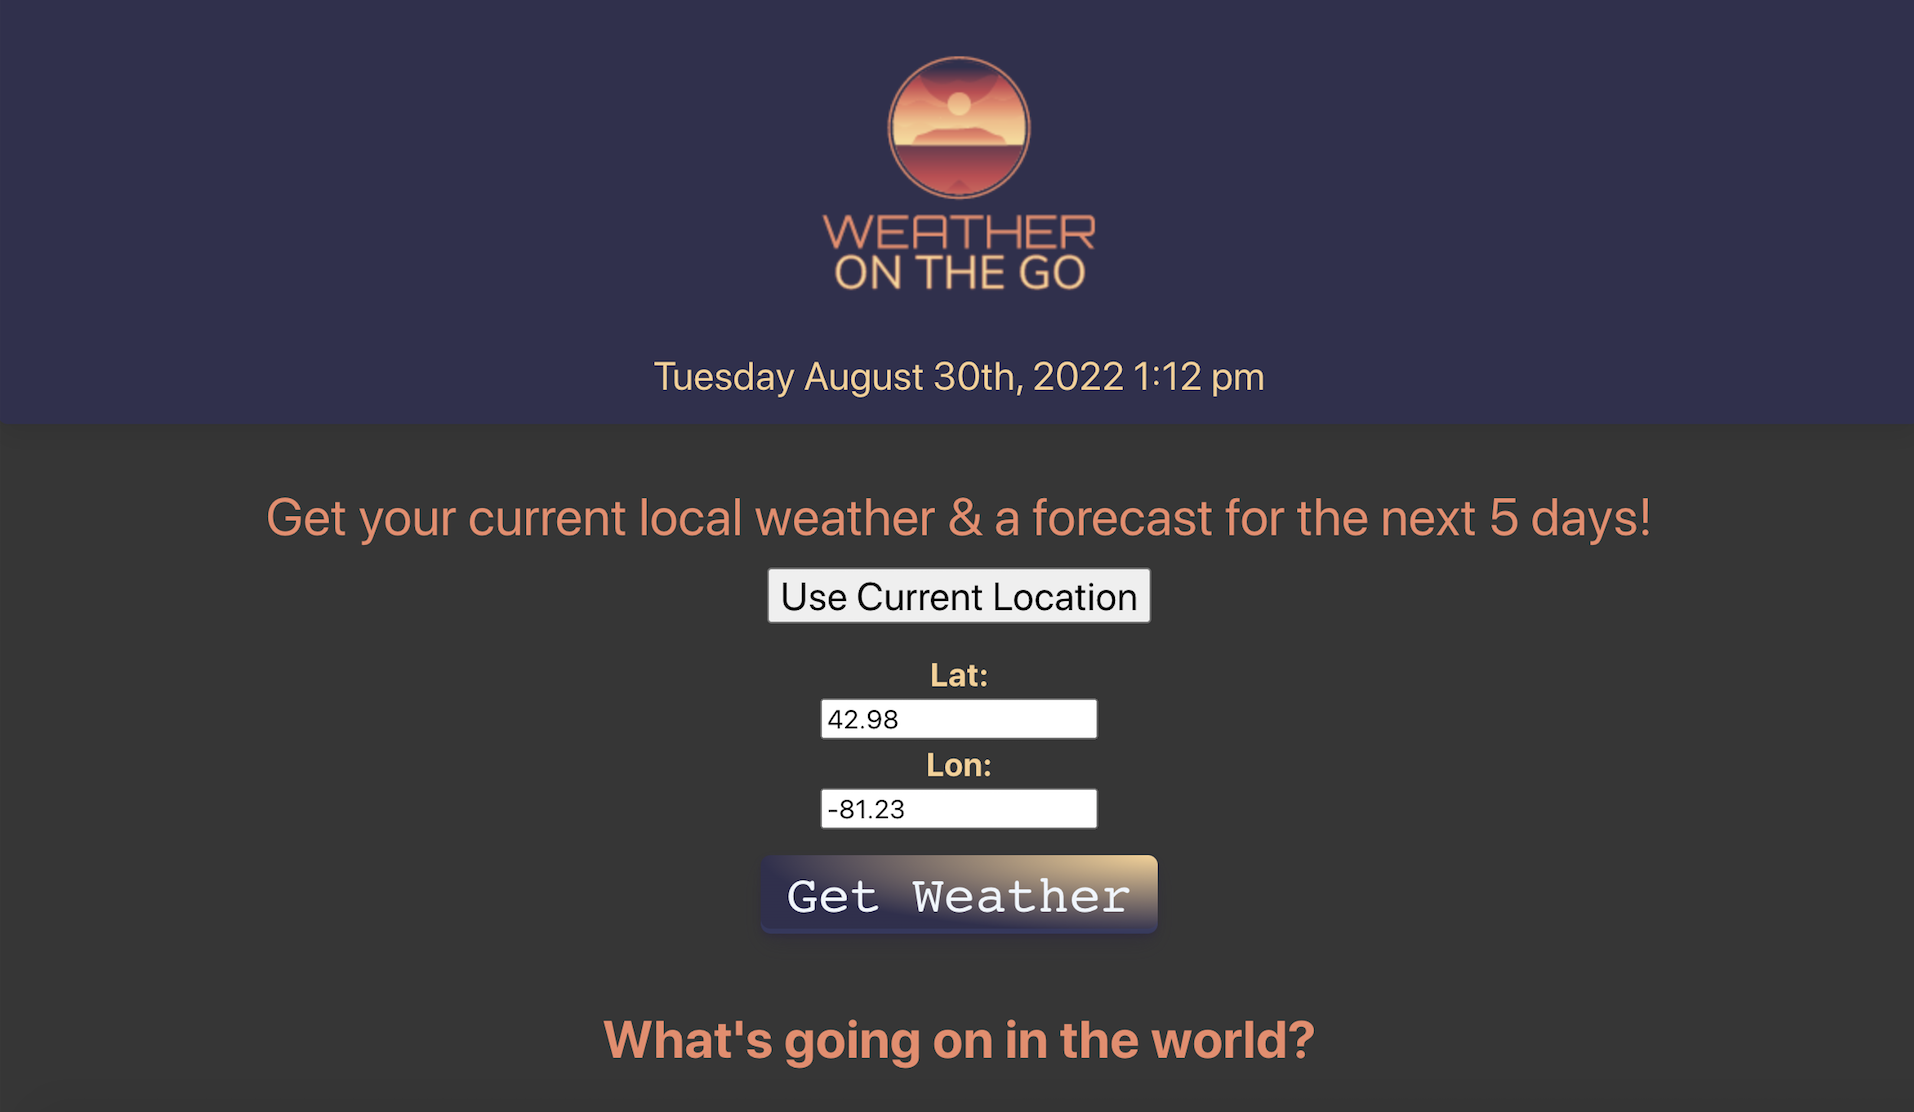 WEATHER
ON THE GO
Tuesday August 30th, 2022 1:12 pm
Get your current local weather & a forecast for the next 5 days!
Use Current Location
Lat:
42.98
Lon:
-81.23
Get Weather
What's going on in the world?